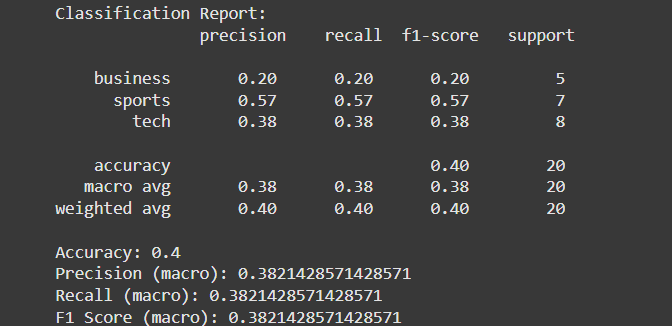 Classification Report:
precision recall f1-score support
business 0.20 0.20 0.20 5
sports 0.57 0.57 0.57 7
tech 0.38 0.38 0.38 8
accuracy 0.40 20
macro avg 0.38 0.38 0.38 20
weighted avg 0.40 0.40 0.40 20
Accuracy: 0.4
Precision (macro): 0.3821428571428571
Recall (macro): 0.3821428571428571
F1 Score (macro): 0.3821428571428571